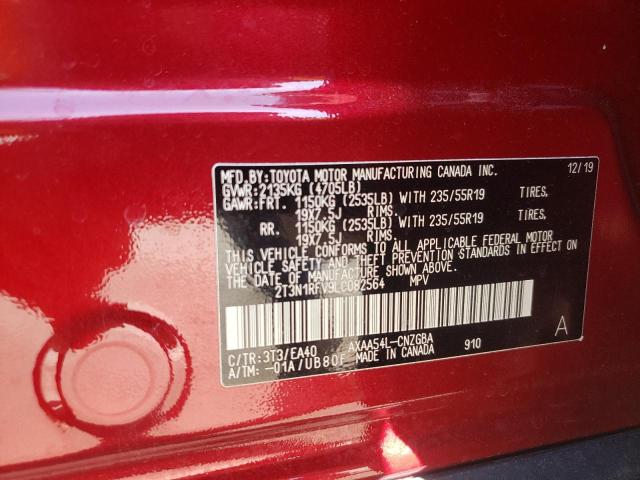 MFD.BY:TOYOTA MOTOR MANUFACTURING CANADA INC. 12/19
GVWR:2135KG (4705LB)
GAWR:FRT. 1150KG (2535LB) WITH 235/55R19 TIRES,
19X7.5J RIMS.
RR. 1150KG (2535LB) WITH 235/55R19 TIRES,
19X7.5J RIMS.
THIS VEHICLE CONFORMS TO ALL APPLICABLE FEDERAL MOTOR
VEHICLE SAFETY AND THEFT PREVENTION STANDARDS IN EFFECT ON
THE DATE OF MANUFACTURE SHOWN ABOVE.
2T3N1RFV9LC082564 MPV
C/TR:3T3/EA40 AXAA54L-CNZGBA 910 A
A/TM:-01A/UB80F MADE IN CANADA